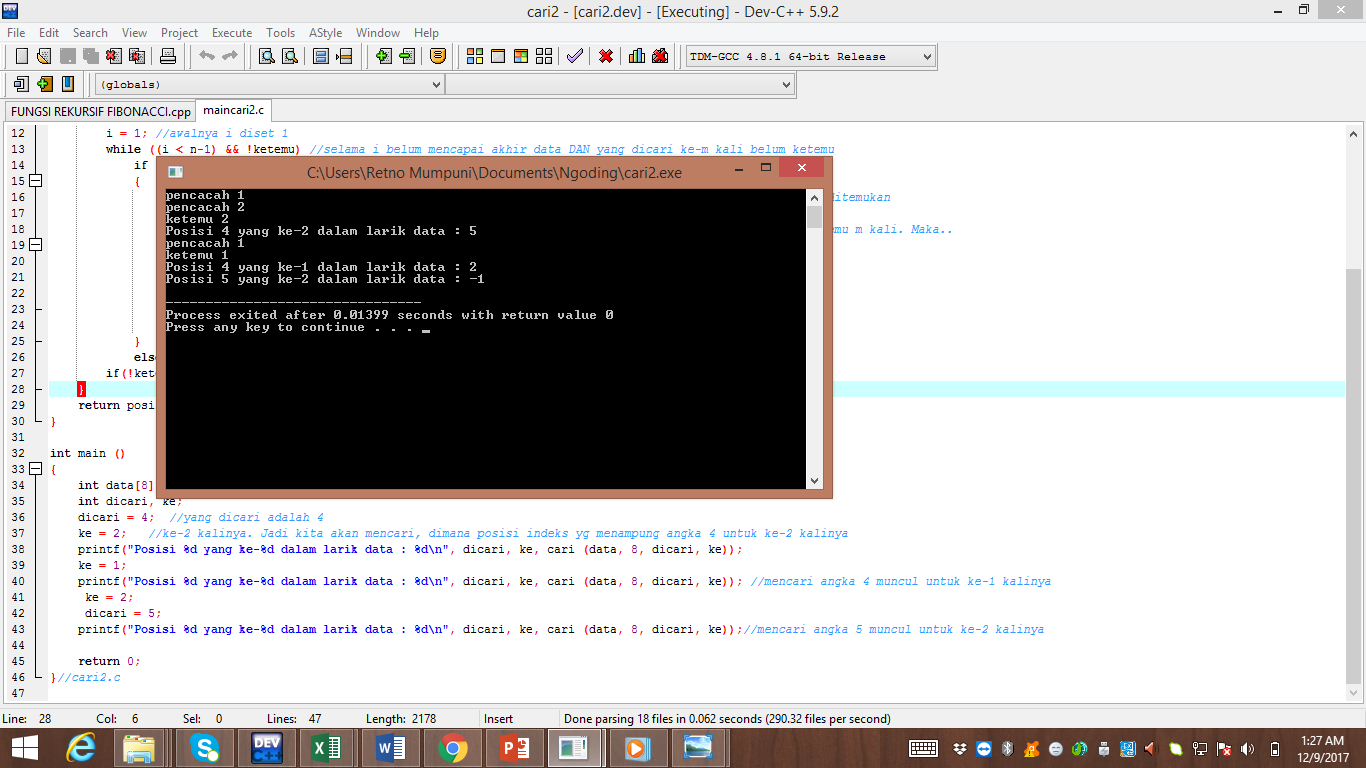 cari2 - [cari2.dev] - [Executing] - Dev-C++ 5.9.2
File Edit Search View Project Execute Tools AStyle Window Help
TDM-GCC 4.8.1 64-bit Release
(globals)
FUNGSI REKURSIF FIBONACCI.cpp maincari2.c
12 i = 1; //awalnya i diset 1
13 while ((i < n-1) && !ketemu) //selama i belum mencapai akhir data DAN yang dicari ke-m kali belum ketemu
14 if
C:\Users\Retno Mumpuni\Documents\Ngoding\cari2.exe
pencacah 1
pencacah 2
ketemu 2
Posisi 4 yang ke-2 dalam larik data : 5
pencacah 1
ketemu 1
Posisi 4 yang ke-1 dalam larik data : 2
Posisi 5 yang ke-2 dalam larik data : -1
--------------------------------
Process exited after 0.01399 seconds with return value 0
Press any key to continue . . . _
15 {
16 ditemukan
17
18 emu m kali. Maka..
19
20
21
22
23
24
25 }
26 else
27 if(!kete
28 }
29 return posi
30 }
31
32 int main ()
33 {
34 int data[8]
35 int dicari, ke;
36 dicari = 4; //yang dicari adalah 4
37 ke = 2; //ke-2 kalinya. Jadi kita akan mencari, dimana posisi indeks yg menampung angka 4 untuk ke-2 kalinya
38 printf("Posisi %d yang ke-%d dalam larik data : %d\n", dicari, ke, cari (data, 8, dicari, ke));
39 ke = 1;
40 printf("Posisi %d yang ke-%d dalam larik data : %d\n", dicari, ke, cari (data, 8, dicari, ke)); //mencari angka 4 muncul untuk ke-1 kalinya
41 ke = 2;
42 dicari = 5;
43 printf("Posisi %d yang ke-%d dalam larik data : %d\n", dicari, ke, cari (data, 8, dicari, ke));//mencari angka 5 muncul untuk ke-2 kalinya
44
45 return 0;
46 }//cari2.c
47
Line: 28 Col: 6 Sel: 0 Lines: 47 Length: 2178 Insert Done parsing 18 files in 0.062 seconds (290.32 files per second)
1:27 AM
12/9/2017